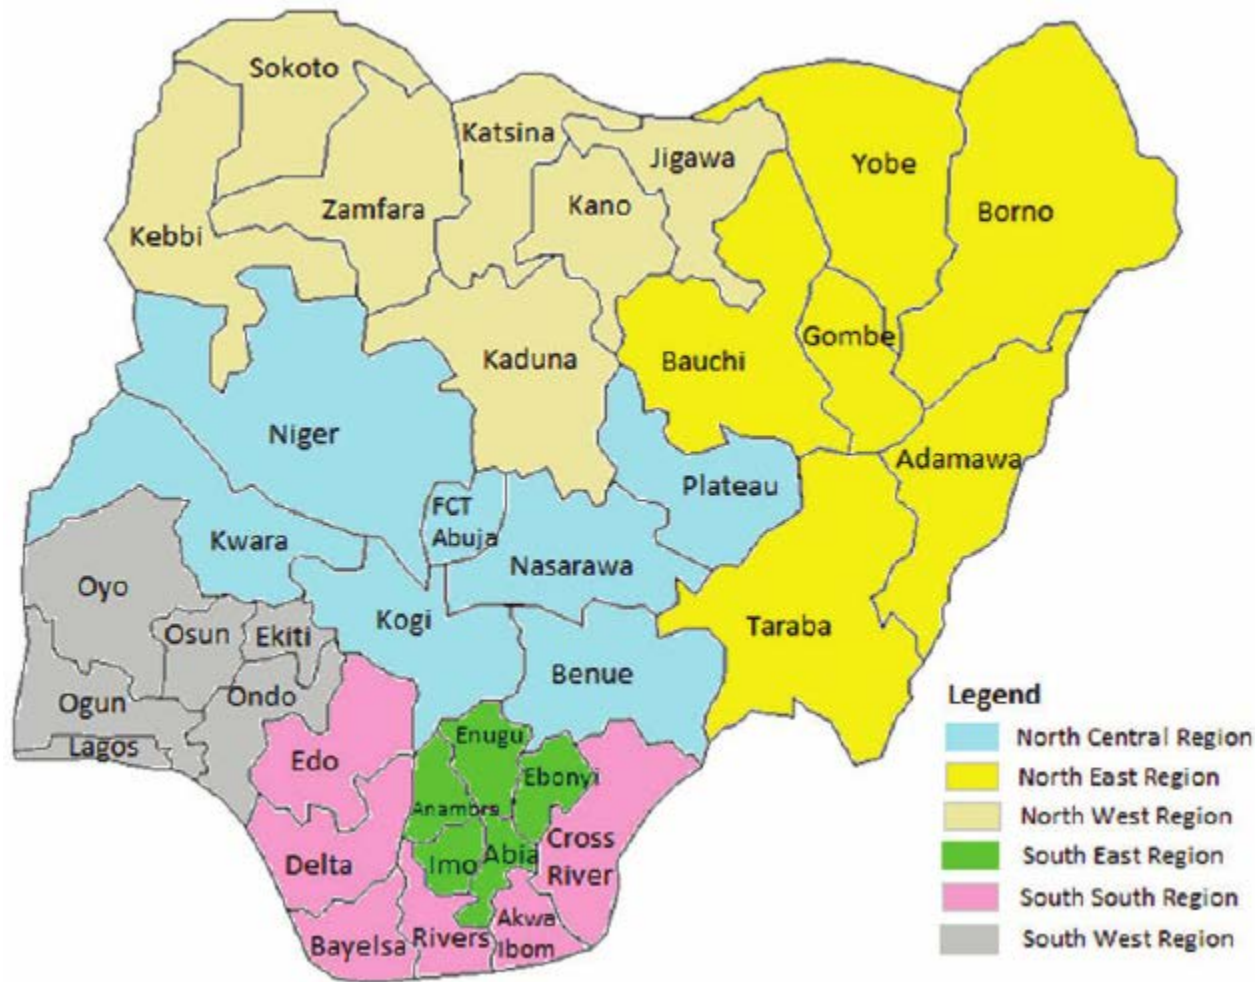 Sokoto
Katsina
Jigawa
Yobe
Kebbi
Zamfara
Kano
Borno
Kaduna
Bauchi
Gombe
Niger
Adamawa
Plateau
FCT
Abuja
Kwara
Nasarawa
Oyo
Kogi
Taraba
Osun
Ekiti
Benue
Ogun
Ondo
Lagos
Edo
Enugu
Ebonyi
Anambrs
Delta
Imo
Abia
Cross
River
Bayelsa
Rivers
Akwa
Ibom
Legend
North Central Region
North East Region
North West Region
South East Region
South South Region
South West Region